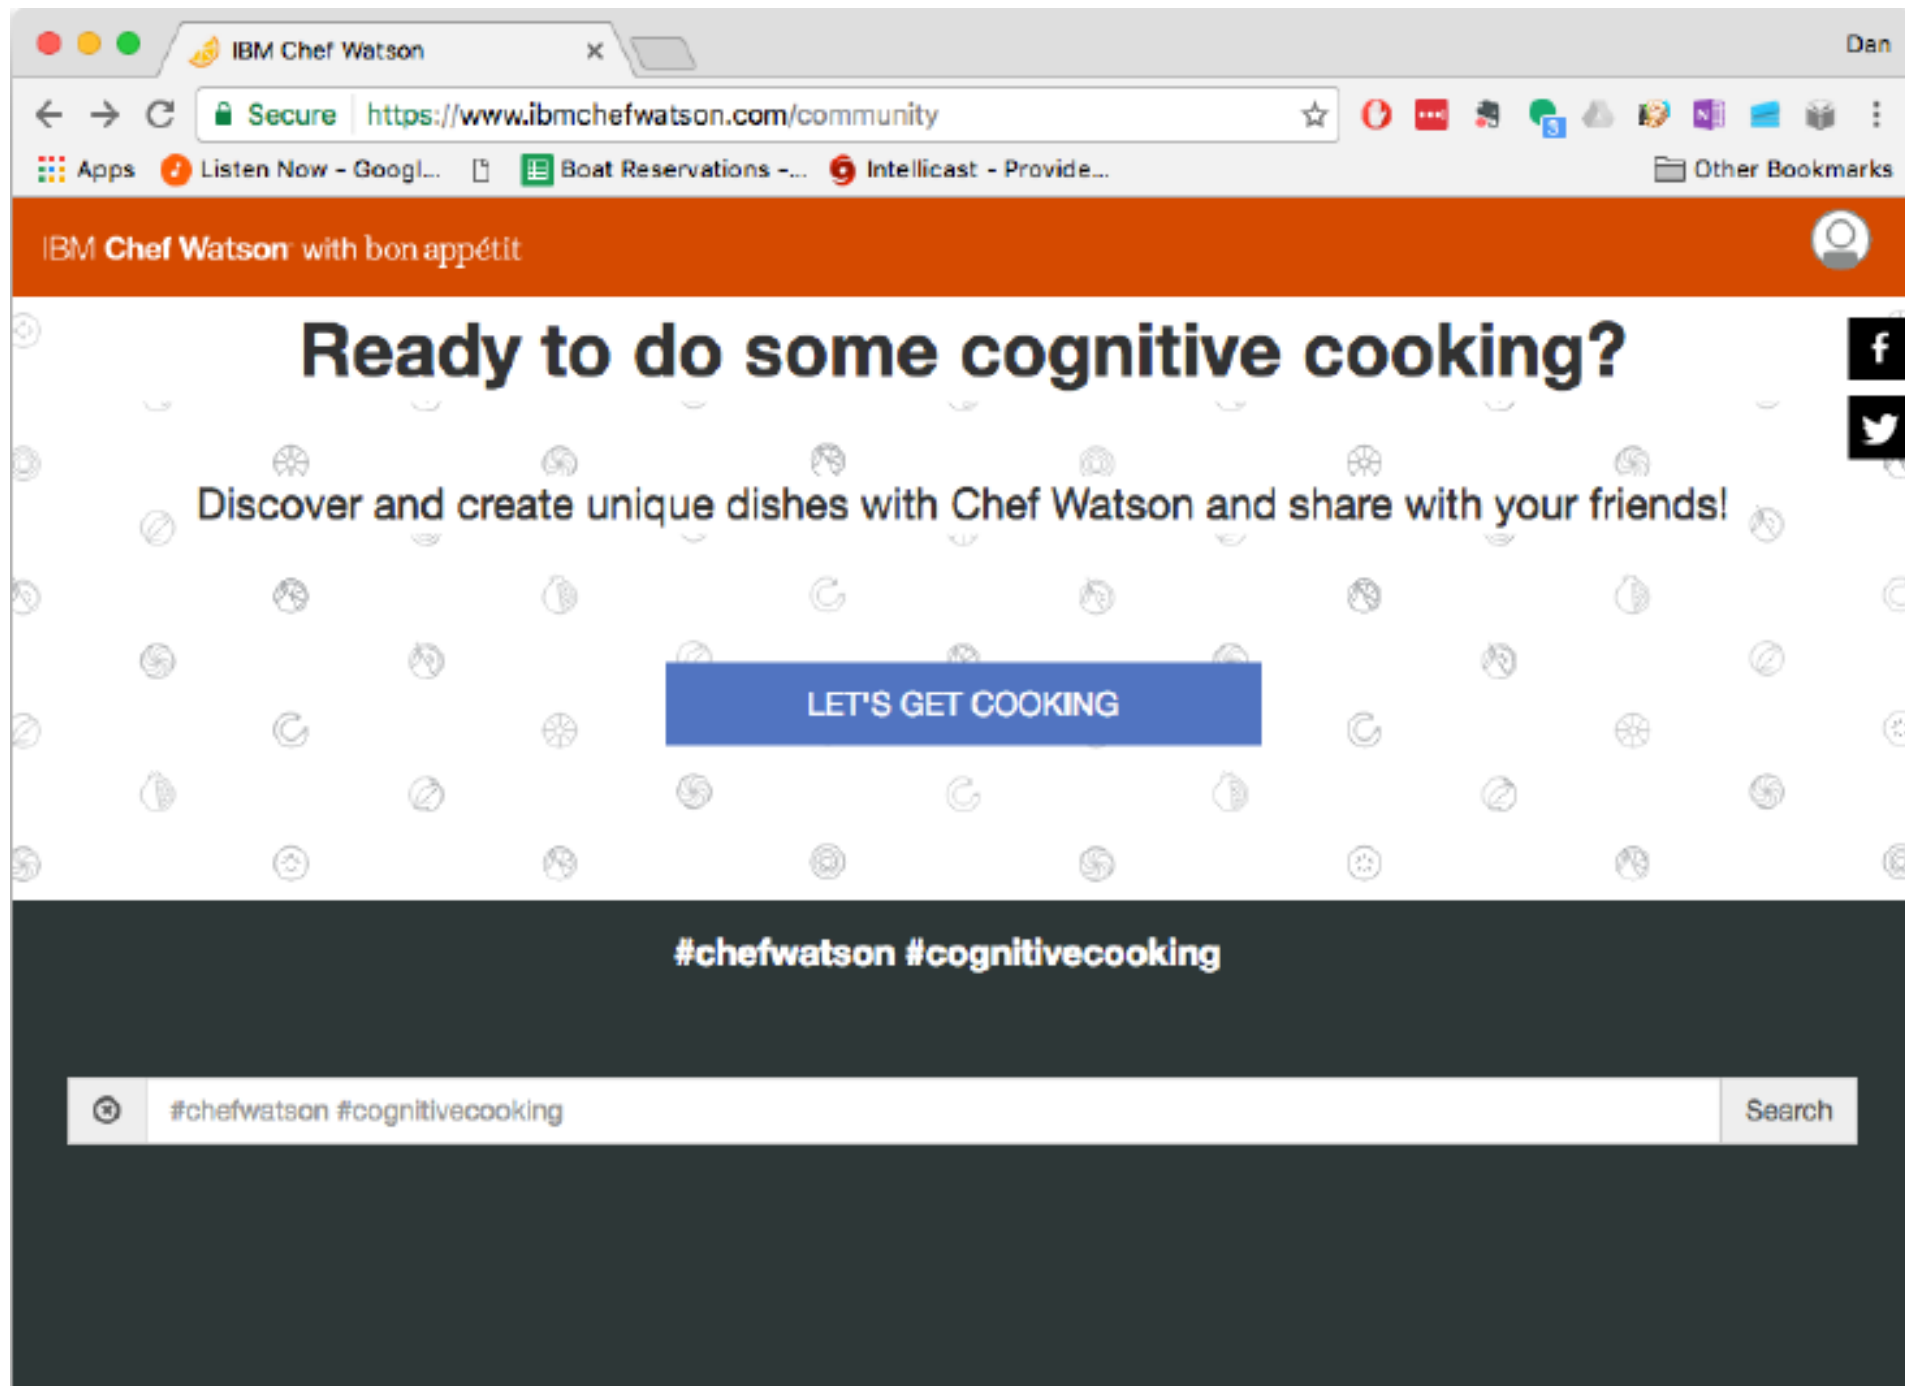 IBM Chef Watson
Dan
Secure https://www.ibmchefwatson.com/community
Apps Listen Now - Googl... Boat Reservations -... Intellicast - Provide... Other Bookmarks
IBM Chef Watson with bon appétit
Ready to do some cognitive cooking?
f
Discover and create unique dishes with Chef Watson and share with your friends!
LET'S GET COOKING
#chefwatson #cognitivecooking
#chefwatson #cognitivecooking Search